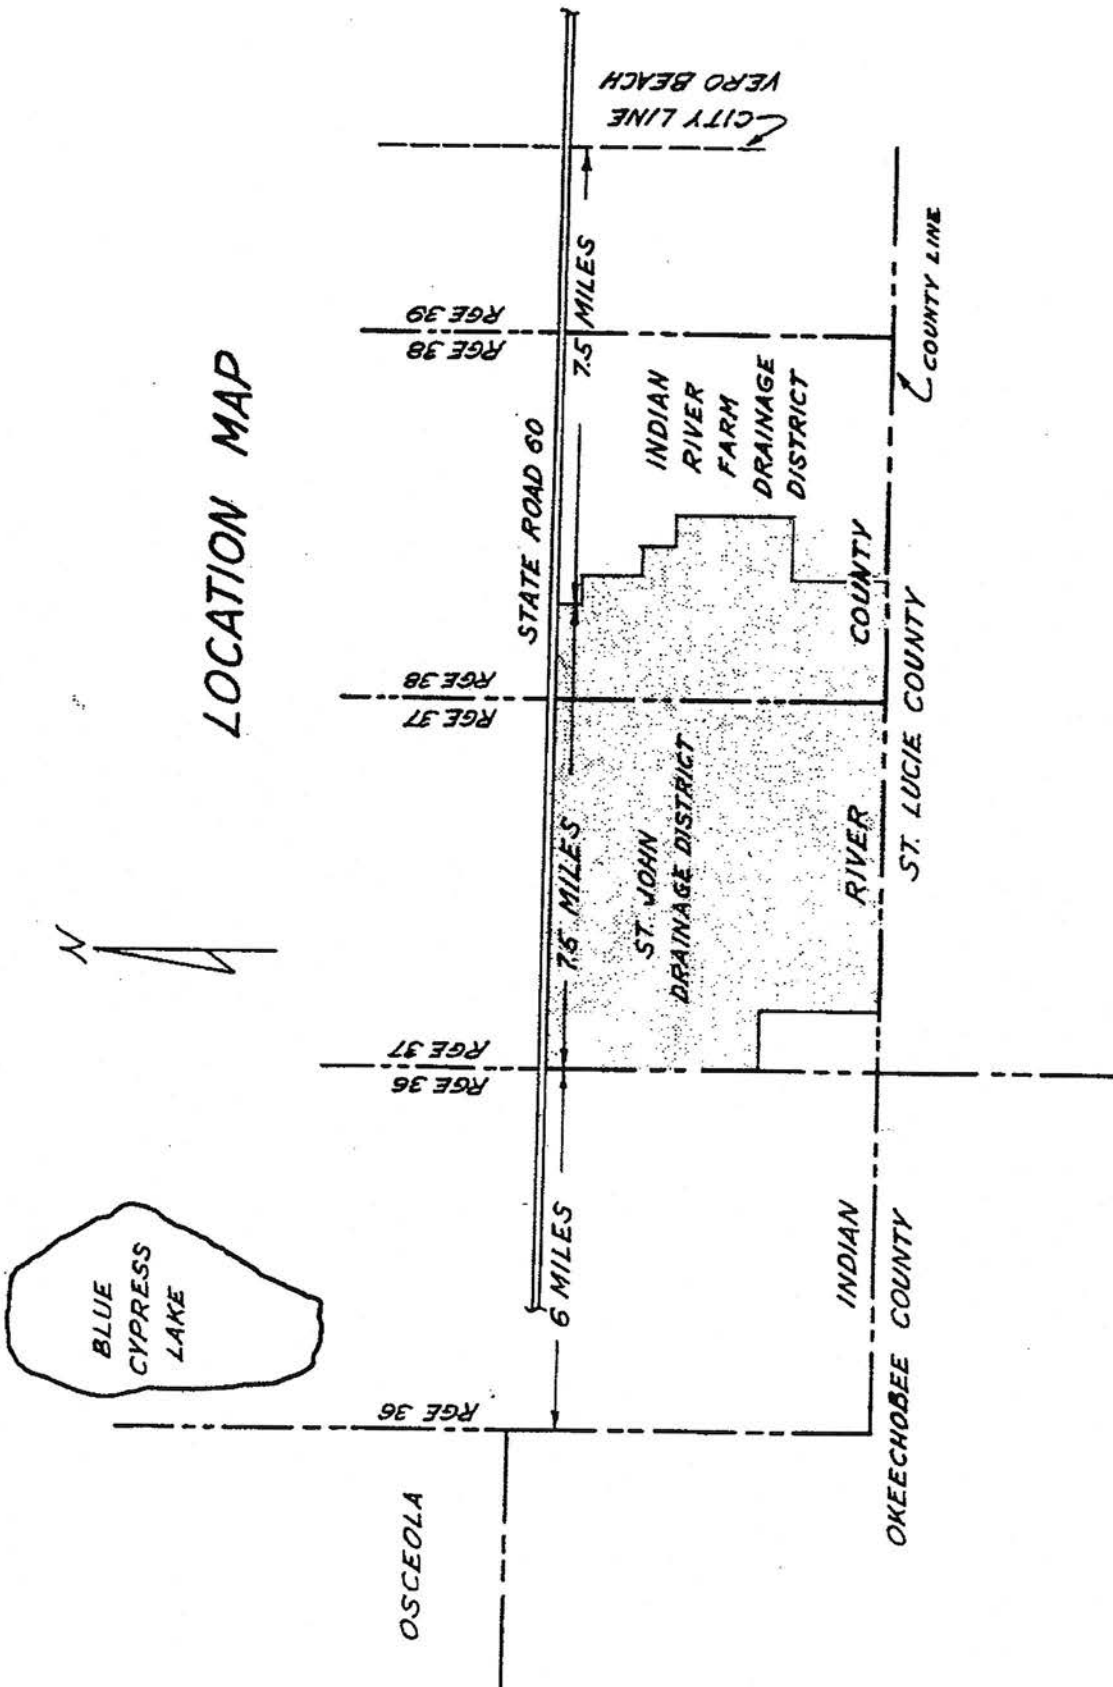 LOCATION MAP
N
BLUE
CYPRESS
LAKE
OSCEOLA
RGE 36
RGE 36
RGE 37
RGE 37
RGE 38
RGE 38
RGE 39
STATE ROAD 60
CITY LINE
VERO BEACH
6 MILES
7.5 MILES
7.5 MILES
ST. JOHN
DRAINAGE DISTRICT
INDIAN
RIVER
FARM
DRAINAGE
DISTRICT
INDIAN
RIVER
COUNTY
OKEECHOBEE COUNTY
ST. LUCIE COUNTY
COUNTY LINE